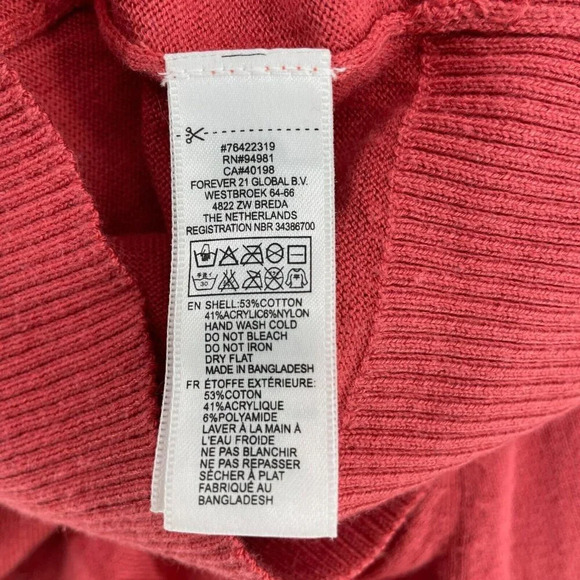 #76422319
RN#94981
CA#40198
FOREVER 21 GLOBAL B.V.
WESTBROEK 64-66
4822 ZW BREDA
THE NETHERLANDS
REGISTRATION NBR 34386700
30
EN SHELL:53%COTTON
41%ACRYLIC6%NYLON
HAND WASH COLD
DO NOT BLEACH
DO NOT IRON
DRY FLAT
MADE IN BANGLADESH
FR ÉTOFFE EXTÉRIEURE:
53%COTON
41%ACRYLIQUE
6%POLYAMIDE
LAVER À LA MAIN À
L'EAU FROIDE
NE PAS BLANCHIR
NE PAS REPASSER
SÉCHER À PLAT
FABRIQUÉ AU
BANGLADESH